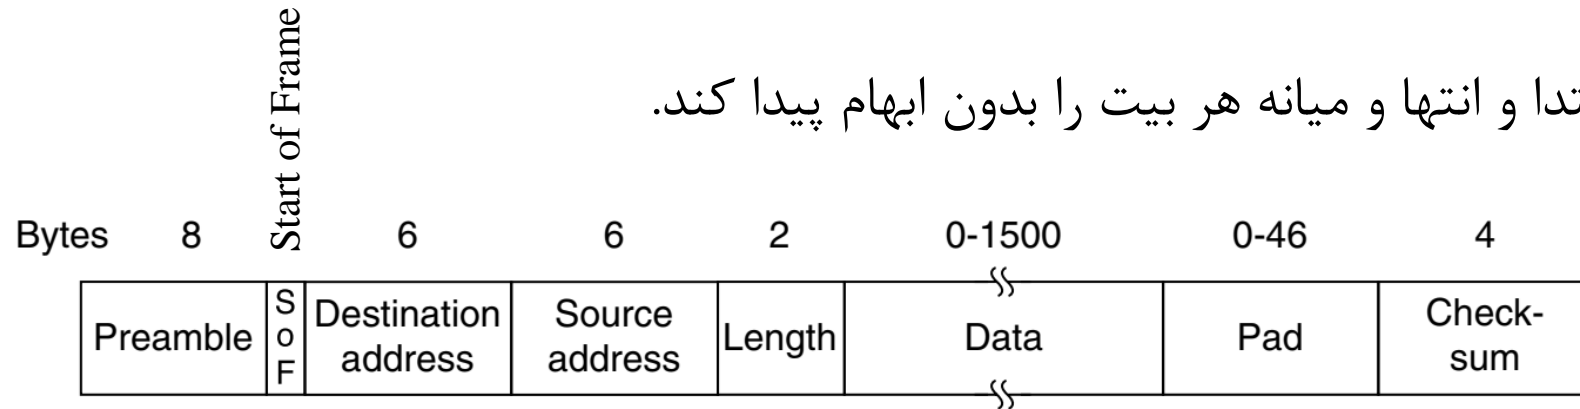 Start of Frame
تدا و انتها و میانه هر بیت را بدون ابهام پیدا کند.
Bytes 8 6 6 2 0-1500 0-46 4
Preamble SoF Destination address Source address Length Data Pad Check-sum